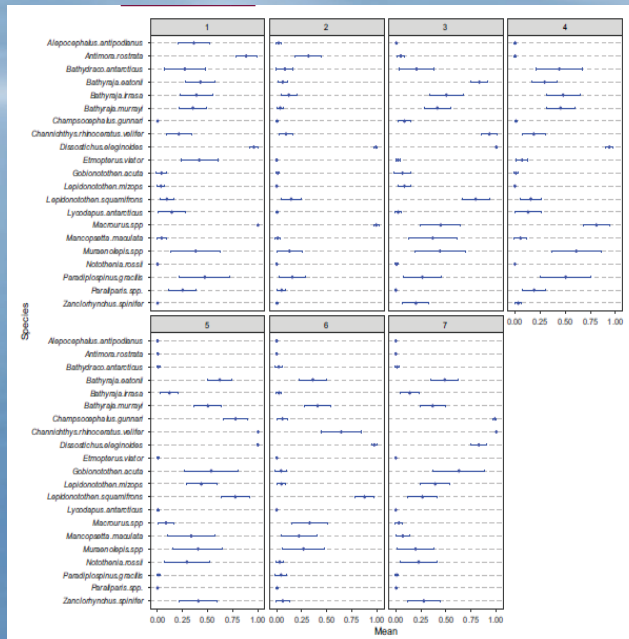 1 2 3 4
Alepocephalus.antipodianus
Antimora.rostrata
Bathydraco.antarcticus
Bathyraja.eatonii
Bathyraja.irrasa
Bathyraja.murrayi
Champsocephalus.gunnari
Channichthys.rhinoceratus.velifer
Dissostichus.eleginoides
Etmopterus.viator
Gobionotothen.acuta
Lepidonotothen.mizops
Lepidonotothen.squamifrons
Lycodapus.antarcticus
Macrourus.spp
Mancopsetta.maculata
Muraenolepis.spp
Notothenia.rossii
Paradiplospinus.gracilis
Paraliparis.spp.
Zanclorhynchus.spinifer
0.00 0.25 0.50 0.75 1.00
Species
5 6 7
Alepocephalus.antipodianus
Antimora.rostrata
Bathydraco.antarcticus
Bathyraja.eatonii
Bathyraja.irrasa
Bathyraja.murrayi
Champsocephalus.gunnari
Channichthys.rhinoceratus.velifer
Dissostichus.eleginoides
Etmopterus.viator
Gobionotothen.acuta
Lepidonotothen.mizops
Lepidonotothen.squamifrons
Lycodapus.antarcticus
Macrourus.spp
Mancopsetta.maculata
Muraenolepis.spp
Notothenia.rossii
Paradiplospinus.gracilis
Paraliparis.spp.
Zanclorhynchus.spinifer
0.00 0.25 0.50 0.75 1.00 0.00 0.25 0.50 0.75 1.00 0.00 0.25 0.50 0.75 1.00
Mean